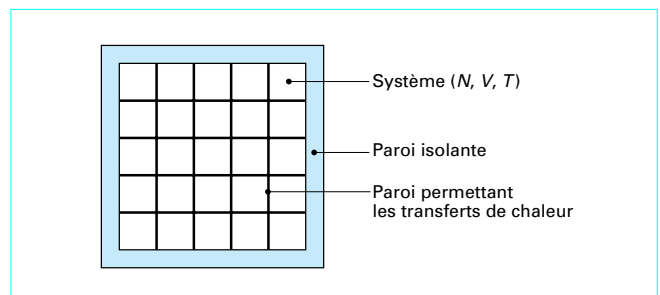 Système (N, V, T)
Paroi isolante
Paroi permettant
les transferts de chaleur